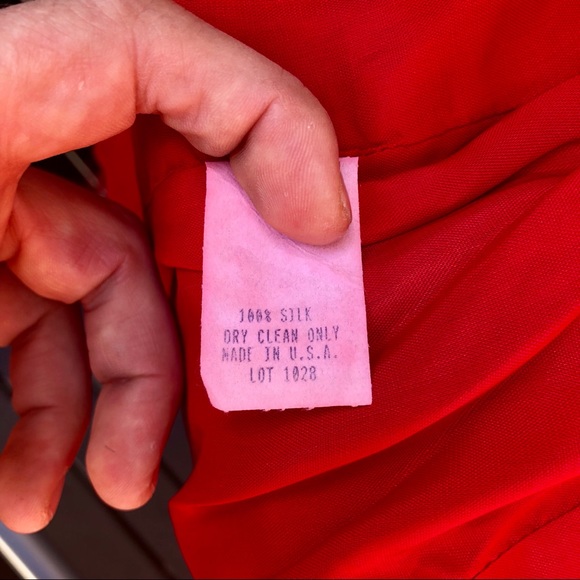 100% SILK
DRY CLEAN ONLY
MADE IN U.S.A.
LOT 1028